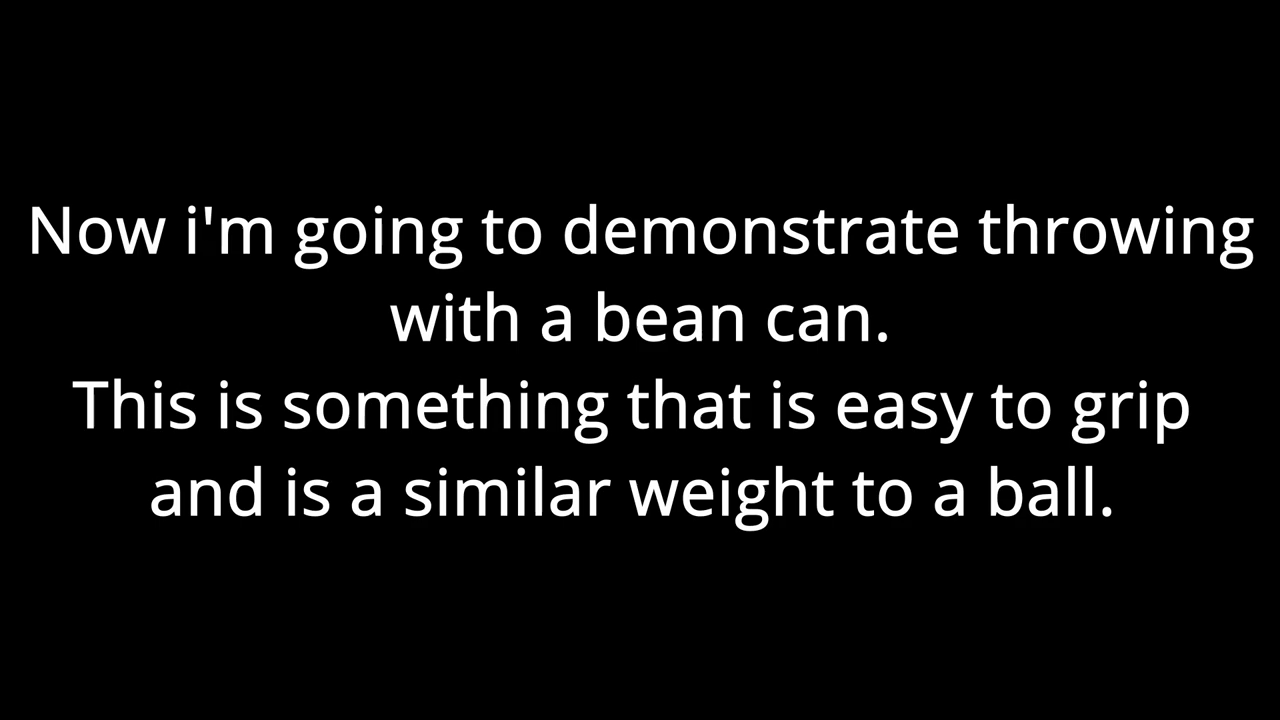 Now i'm going to demonstrate throwing
with a bean can.
This is something that is easy to grip
and is a similar weight to a ball.